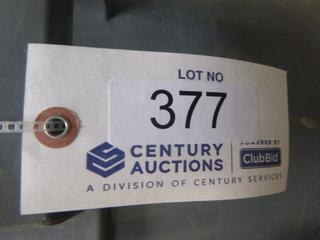 LOT NO
377
CENTURY
AUCTIONS
POWERED BY
ClubBid
A DIVISION OF CENTURY SERVICES